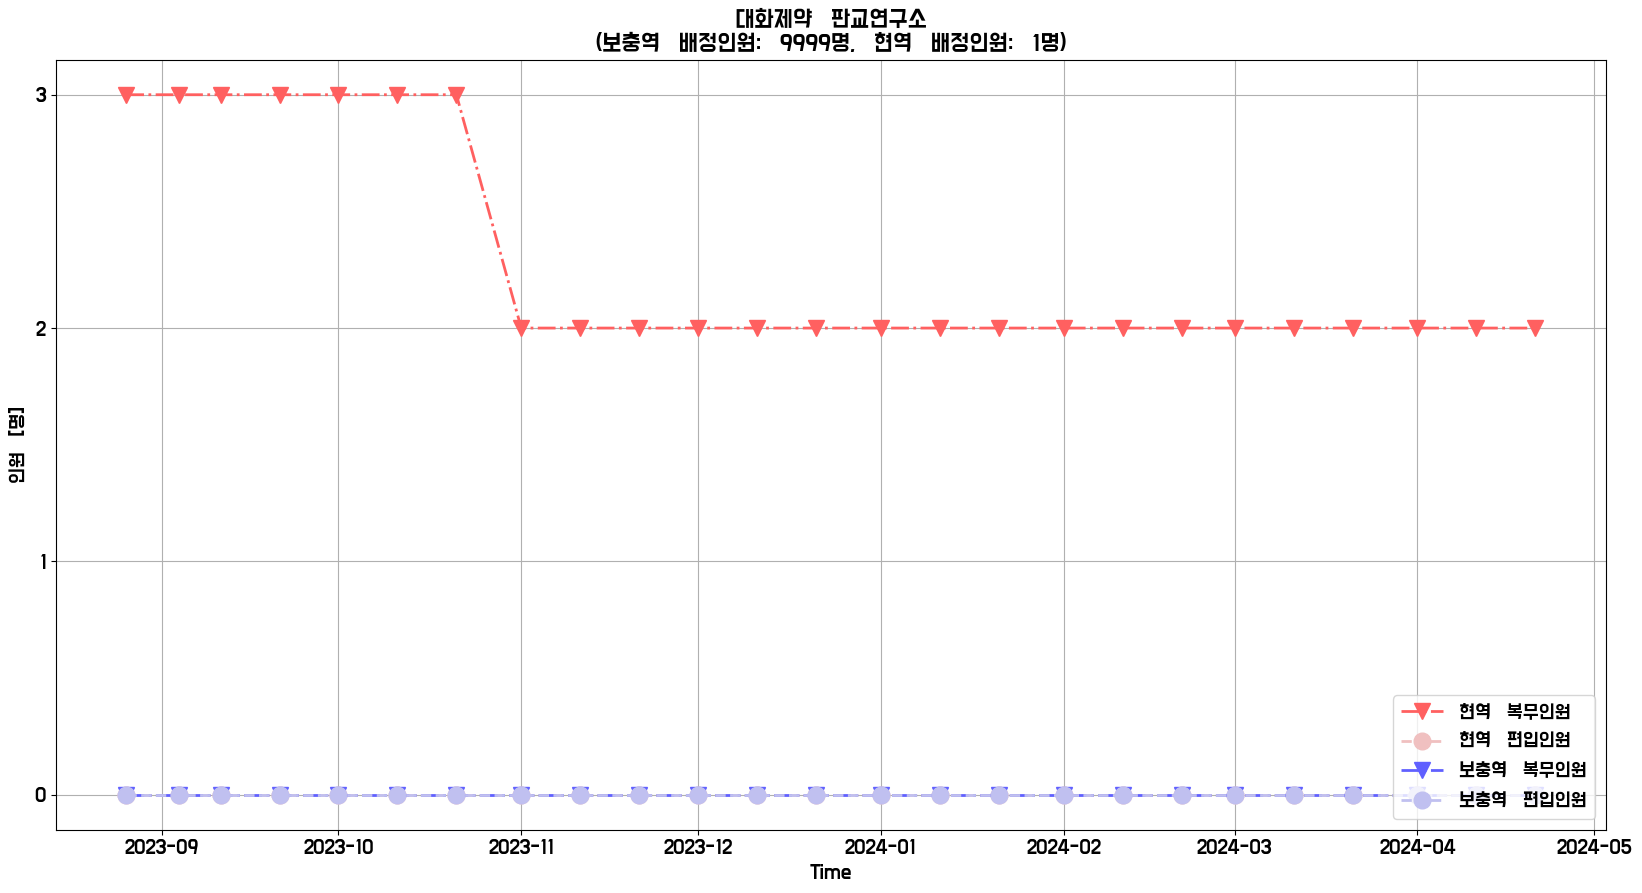 대화제약 판교연구소
(보충역 배정인원: 9999명, 현역 배정인원: 1명)
인원 [명]
3
2
1
0
2023-09 2023-10 2023-11 2023-12 2024-01 2024-02 2024-03 2024-04 2024-05
Time
현역 복무인원
현역 편입인원
보충역 복무인원
보충역 편입인원